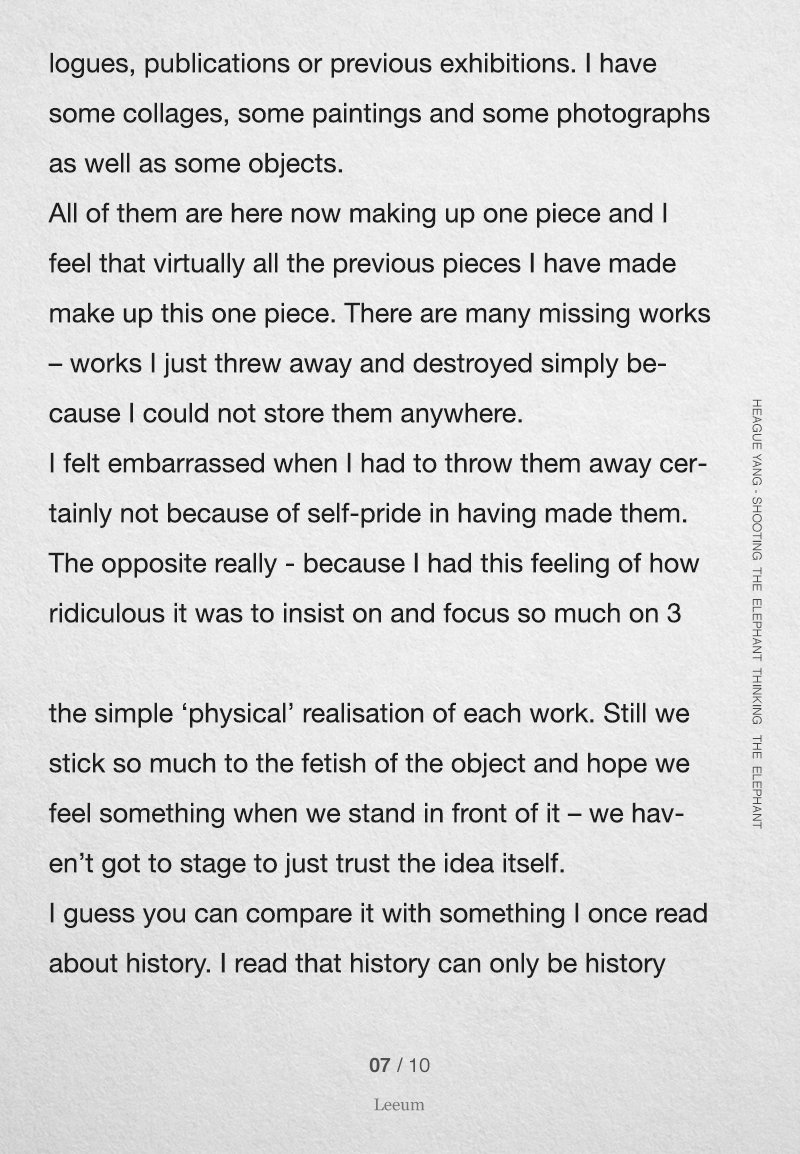 logues, publications or previous exhibitions. I have
some collages, some paintings and some photographs
as well as some objects.
All of them are here now making up one piece and I
feel that virtually all the previous pieces I have made
make up this one piece. There are many missing works
– works I just threw away and destroyed simply be-
cause I could not store them anywhere.
I felt embarrassed when I had to throw them away cer-
tainly not because of self-pride in having made them.
The opposite really - because I had this feeling of how
ridiculous it was to insist on and focus so much on 3
the simple ‘physical’ realisation of each work. Still we
stick so much to the fetish of the object and hope we
feel something when we stand in front of it – we hav-
en’t got to stage to just trust the idea itself.
I guess you can compare it with something I once read
about history. I read that history can only be history
HEAGUE YANG - SHOOTING THE ELEPHANT THINKING THE ELEPHANT
07 / 10
Leeum